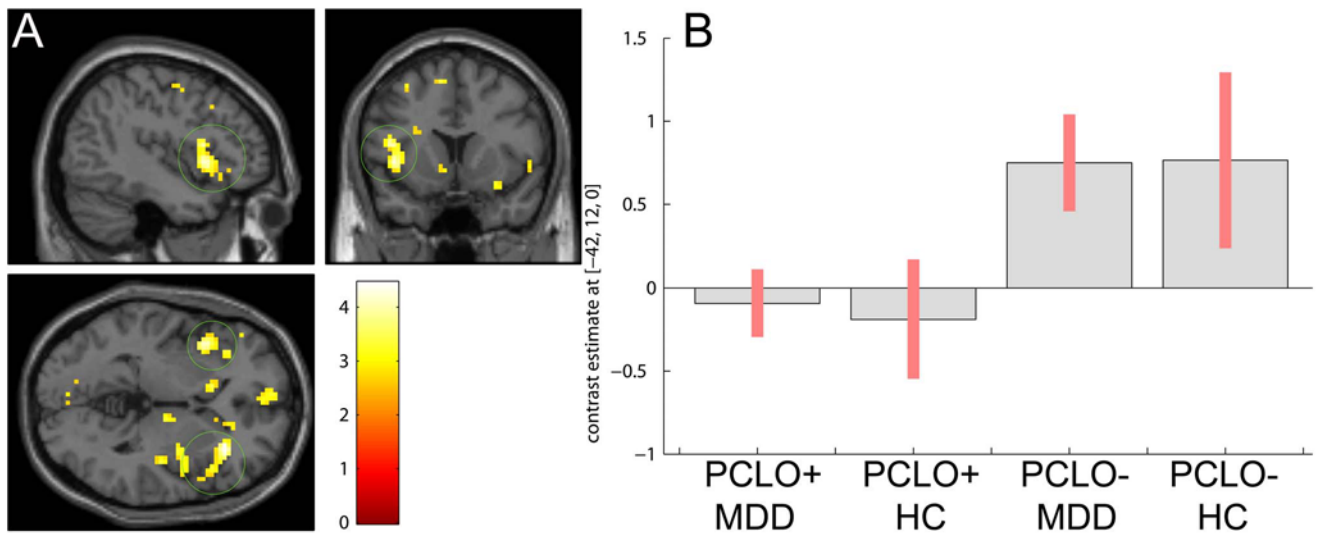 A
4
3
2
1
0
B
contrast estimate at [−42, 12, 0]
1.5
1
0.5
0
−0.5
−1
PCLO+ MDD
PCLO+ HC
PCLO- MDD
PCLO- HC